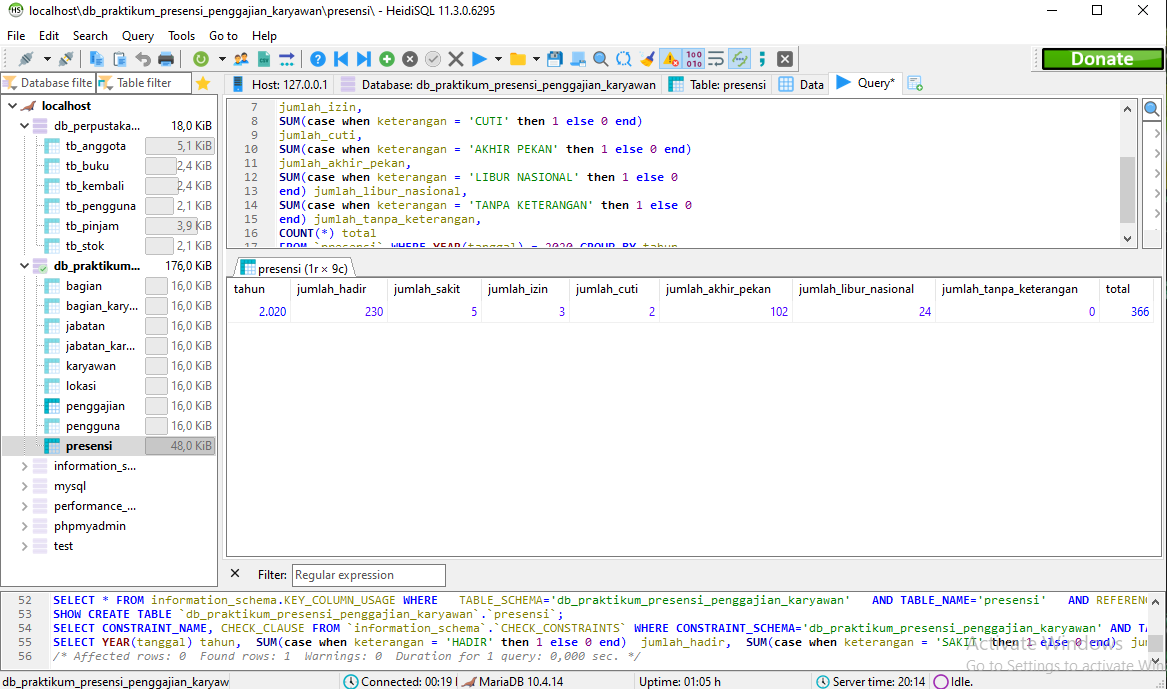 localhost\db_praktikum_presensi_penggajian_karyawan\presensi\ - HeidiSQL 11.3.0.6295
File Edit Search Query Tools Go to Help
Donate
Database filte Table filter
Host: 127.0.0.1 Database: db_praktikum_presensi_penggajian_karyawan Table: presensi Data Query*
localhost
db_perpustaka... 18,0 KiB
tb_anggota 5,1 KiB
tb_buku 2,4 KiB
tb_kembali 2,4 KiB
tb_pengguna 2,1 KiB
tb_pinjam 3,9 KiB
tb_stok 2,1 KiB
db_praktikum... 176,0 KiB
bagian 16,0 KiB
bagian_kary... 16,0 KiB
jabatan 16,0 KiB
jabatan_kar... 16,0 KiB
karyawan 16,0 KiB
lokasi 16,0 KiB
penggajian 16,0 KiB
pengguna 16,0 KiB
presensi 48,0 KiB
information_s...
mysql
performance_...
phpmyadmin
test
7 jumlah_izin,
8 SUM(case when keterangan = 'CUTI' then 1 else 0 end)
9 jumlah_cuti,
10 SUM(case when keterangan = 'AKHIR PEKAN' then 1 else 0 end)
11 jumlah_akhir_pekan,
12 SUM(case when keterangan = 'LIBUR NASIONAL' then 1 else 0
13 end) jumlah_libur_nasional,
14 SUM(case when keterangan = 'TANPA KETERANGAN' then 1 else 0
15 end) jumlah_tanpa_keterangan,
16 COUNT(*) total
17 FROM `presensi` WHERE YEAR(tanggal) = 2020 GROUP BY tahun
presensi (1r × 9c)
tahun jumlah_hadir jumlah_sakit jumlah_izin jumlah_cuti jumlah_akhir_pekan jumlah_libur_nasional jumlah_tanpa_keterangan total
2.020 230 5 3 2 102 24 0 366
Filter: Regular expression
52 SELECT * FROM information_schema.KEY_COLUMN_USAGE WHERE TABLE_SCHEMA='db_praktikum_presensi_penggajian_karyawan' AND TABLE_NAME='presensi' AND REFEREN
53 SHOW CREATE TABLE `db_praktikum_presensi_penggajian_karyawan`.`presensi`;
54 SELECT CONSTRAINT_NAME, CHECK_CLAUSE FROM `information_schema`.`CHECK_CONSTRAINTS` WHERE CONSTRAINT_SCHEMA='db_praktikum_presensi_penggajian_karyawan' AND TA
55 SELECT YEAR(tanggal) tahun, SUM(case when keterangan = 'HADIR' then 1 else 0 end) jumlah_hadir, SUM(case when keterangan = 'SAKIT' then 1 else 0 end) jum
56 /* Affected rows: 0 Found rows: 1 Warnings: 0 Duration for 1 query: 0,000 sec. */
Activate Windows
Go to Settings to activate Win
db_praktikum_presensi_penggajian_karyaw Connected: 00:19 MariaDB 10.4.14 Uptime: 01:05 h Server time: 20:14 Idle.